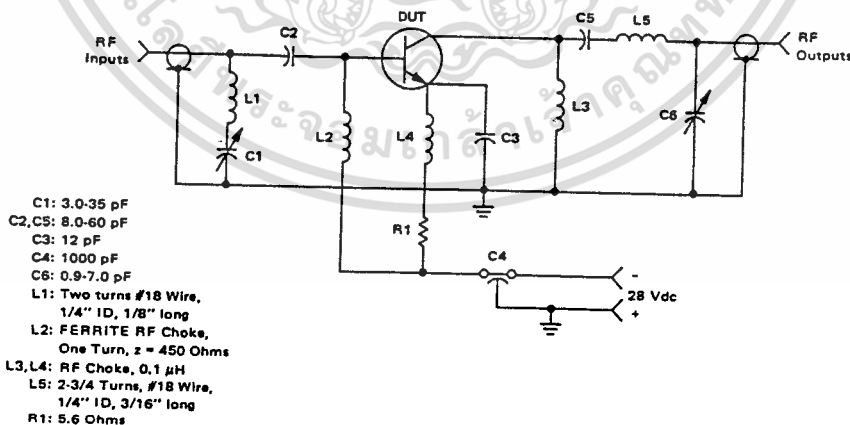 DUT
RF
Inputs
C2
C5
L5
RF
Outputs
L1
C1
L2
L4
C3
L3
C6
R1
C4
-
28 Vdc
+
C1: 3.0-35 pF
C2,C5: 8.0-60 pF
C3: 12 pF
C4: 1000 pF
C6: 0.9-7.0 pF
L1: Two turns #18 Wire,
1/4" ID, 1/8" long
L2: FERRITE RF Choke,
One Turn, z = 450 Ohms
L3,L4: RF Choke, 0.1 μH
L5: 2-3/4 Turns, #18 Wire,
1/4" ID, 3/16" long
R1: 5.6 Ohms